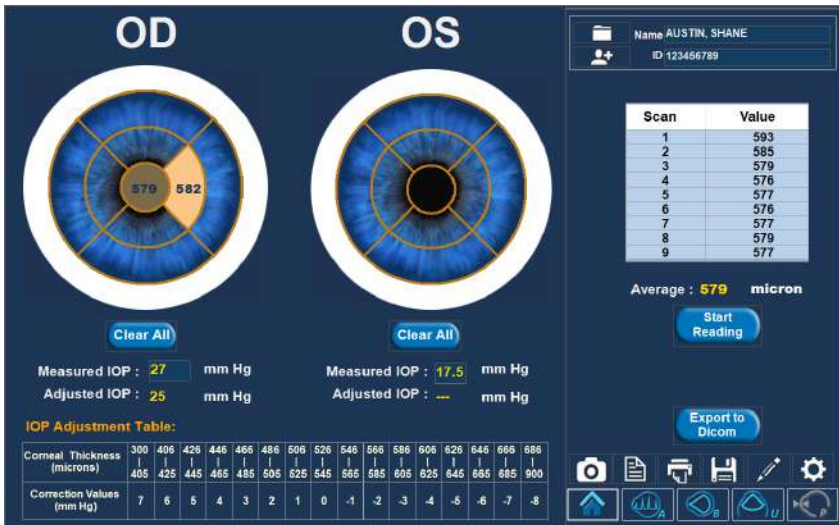 OD
OS
579
582
Clear All
Clear All
Measured IOP : 27 mm Hg
Adjusted IOP : 25 mm Hg
Measured IOP : 17.5 mm Hg
Adjusted IOP : --- mm Hg
IOP Adjustment Table:
Corneal Thickness (microns) 300 | 405 406 | 425 426 | 445 446 | 465 466 | 485 486 | 505 506 | 525 526 | 545 546 | 565 566 | 585 586 | 605 606 | 625 626 | 645 646 | 665 666 | 685 686 | 900
Correction Values (mm Hg) 7 6 5 4 3 2 1 0 -1 -2 -3 -4 -5 -6 -7 -8
Name AUSTIN, SHANE
ID 123456789
Scan Value
1 593
2 585
3 579
4 576
5 577
6 576
7 577
8 579
9 577
Average : 579 micron
Start
Reading
Export to
Dicom
A
B
U
P